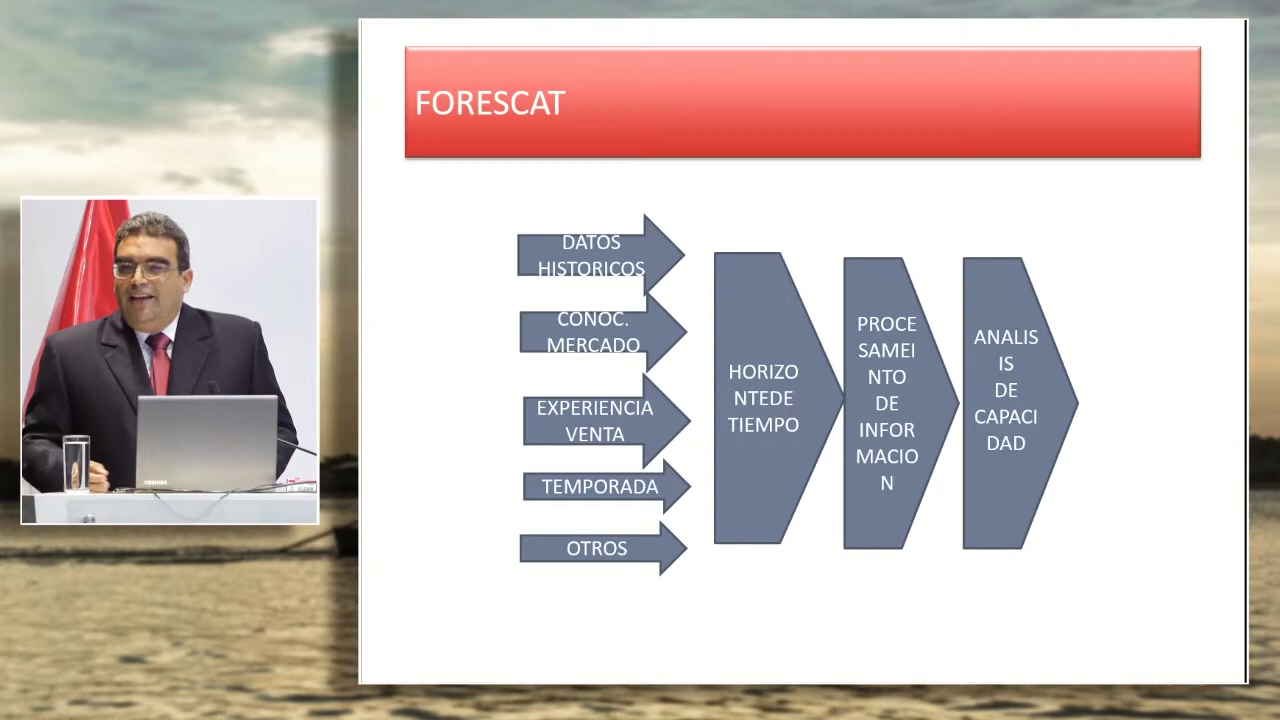 FORESCAT
DATOS
HISTORICOS
CONOC.
MERCADO
EXPERIENCIA
VENTA
TEMPORADA
OTROS
HORIZO
NTEDE
TIEMPO
PROCE
SAMEI
NTO
DE
INFOR
MACIO
N
ANALIS
IS
DE
CAPACI
DAD
TOSHIBA